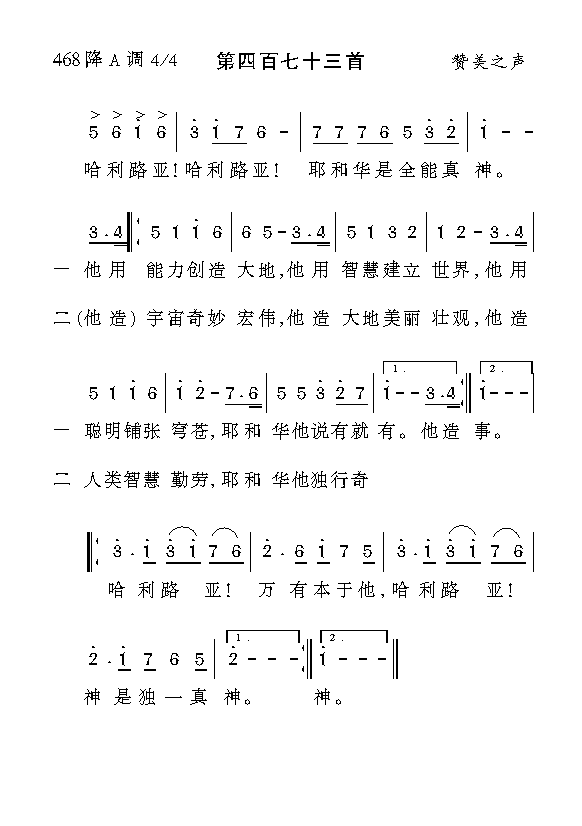 468降A调4/4 第四百七十三首 赞美之声
5 6 1̇ 6 | 3̇ 1̇ 7 6 - | 7 7 7 6 5 3̇ 2̇ | 1̇ - -
哈利路亚!哈利路亚! 耶和华是全能真 神。
3 . 4 ‖: 5 1 1̇ 6 | 6 5 - 3 . 4 | 5 1 3 2 | 1 2 - 3 . 4
一 他用 能力创造 大地,他用 智慧建立 世界,他用
二(他造) 宇宙奇妙 宏伟,他造 大地美丽 壮观,他造
5 1 1̇ 6 | 1̇ 2̇ - 7 . 6 | 5 5 3̇ 2̇ 7 | 1. 1̇ - - 3 . 4 :‖ 2. 1̇ - - - |
一 聪明铺张 穹苍,耶和 华他说有就 有。他造 事。
二 人类智慧 勤劳,耶和 华他独行奇
‖: 3̇ . 1̇ 3̇ 1̇ 7 6 | 2̇ . 6 1̇ 7 5 | 3̇ . 1̇ 3̇ 1̇ 7 6 |
哈 利路 亚! 万 有本于他,哈 利路 亚!
2̇ . 1̇ 7 6 5 | 1. 2̇ - - - :‖ 2. 1̇ - - - ‖
神 是独一真 神。 神。